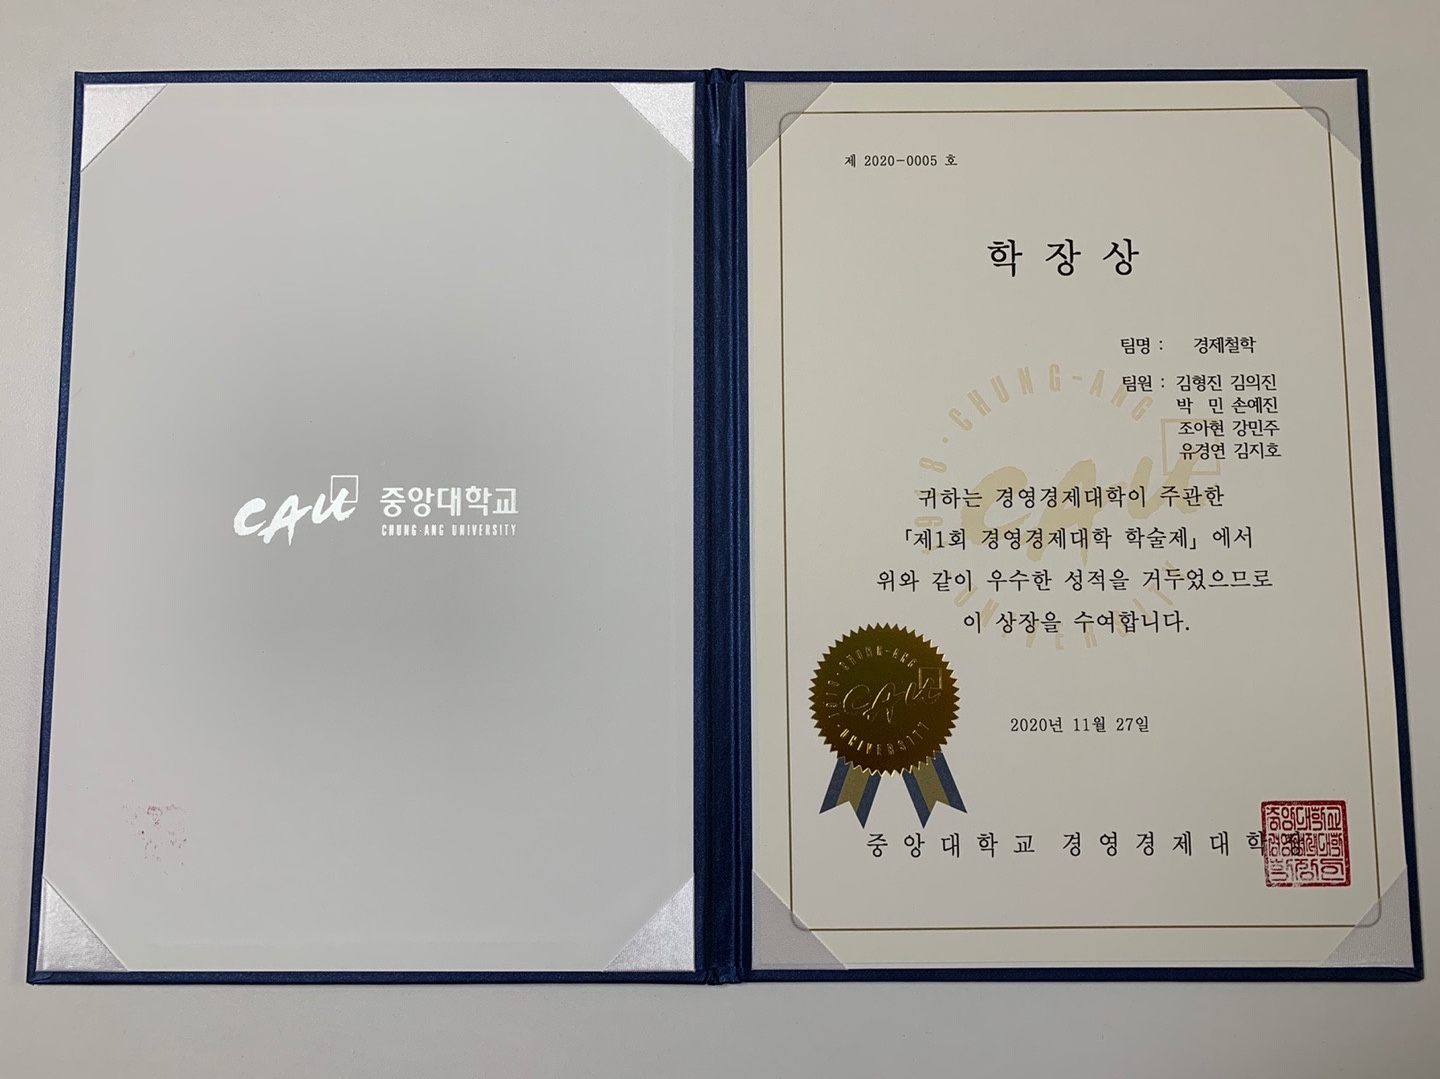 CAU 중앙대학교
CHUNG-ANG UNIVERSITY
제 2020-0005 호
학 장 상
팀명 : 경제철학
팀원 : 김형진 김의진
박 민 손예진
조아현 강민주
유경연 김지호
귀하는 경영경제대학이 주관한
「제1회 경영경제대학 학술제」에서
위와 같이 우수한 성적을 거두었으므로
이 상장을 수여합니다.
CHUNG-ANG
CAU
UNIVERSITY
2020년 11월 27일
중 앙 대 학 교 경 영 경 제 대 학 장
중앙대학교
경영경제대학
학장의인